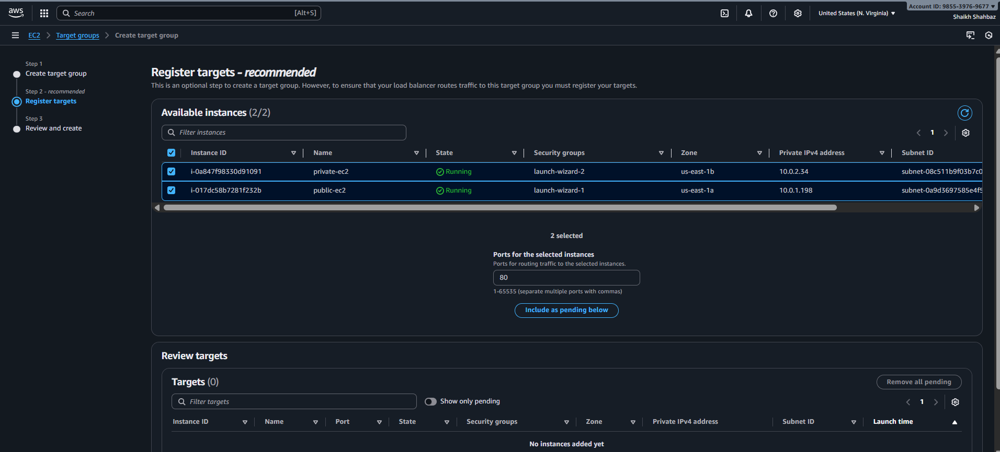 aws
Search [Alt+S]
United States (N. Virginia)
Account ID: 9855-3976-9677
Shaikh Shahbaz
EC2 Target groups Create target group
Step 1
Create target group
Step 2 - recommended
Register targets
Step 3
Review and create
Register targets - recommended
This is an optional step to create a target group. However, to ensure that your load balancer routes traffic to this target group you must register your targets.
Available instances (2/2)
Filter instances
1
Instance ID Name State Security groups Zone Private IPv4 address Subnet ID
i-0a847f98330d91091 private-ec2 Running launch-wizard-2 us-east-1b 10.0.2.34 subnet-08c511b9f03b7c0
i-017dc58b7281f232b public-ec2 Running launch-wizard-1 us-east-1a 10.0.1.198 subnet-0a9d3697585e4f5
2 selected
Ports for the selected instances
Ports for routing traffic to the selected instances.
80
1-65535 (separate multiple ports with commas)
Include as pending below
Review targets
Targets (0)
Remove all pending
Filter targets
Show only pending
1
Instance ID Name Port State Security groups Zone Private IPv4 address Subnet ID Launch time
No instances added yet